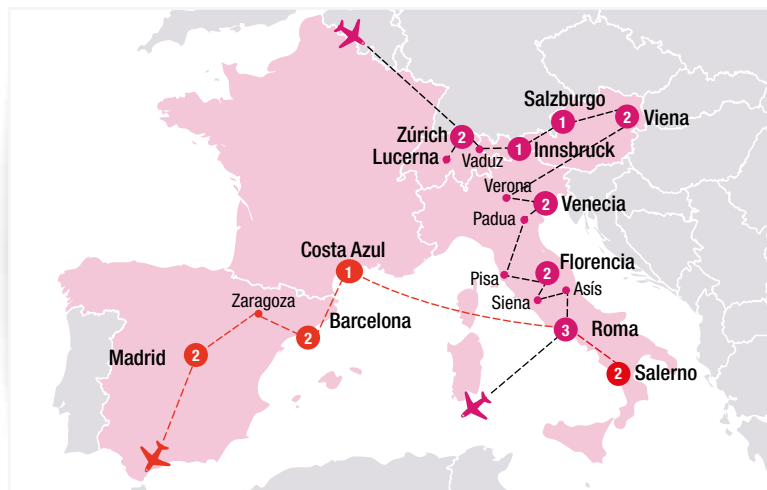 Salzburgo
1
2
Viena
Zúrich
2
Lucerna
Vaduz
1
Innsbruck
Verona
2
Venecia
Padua
Costa Azul
1
Florencia
2
Pisa
Siena
Asís
Zaragoza
Barcelona
2
3
Roma
Madrid
2
2
Salerno